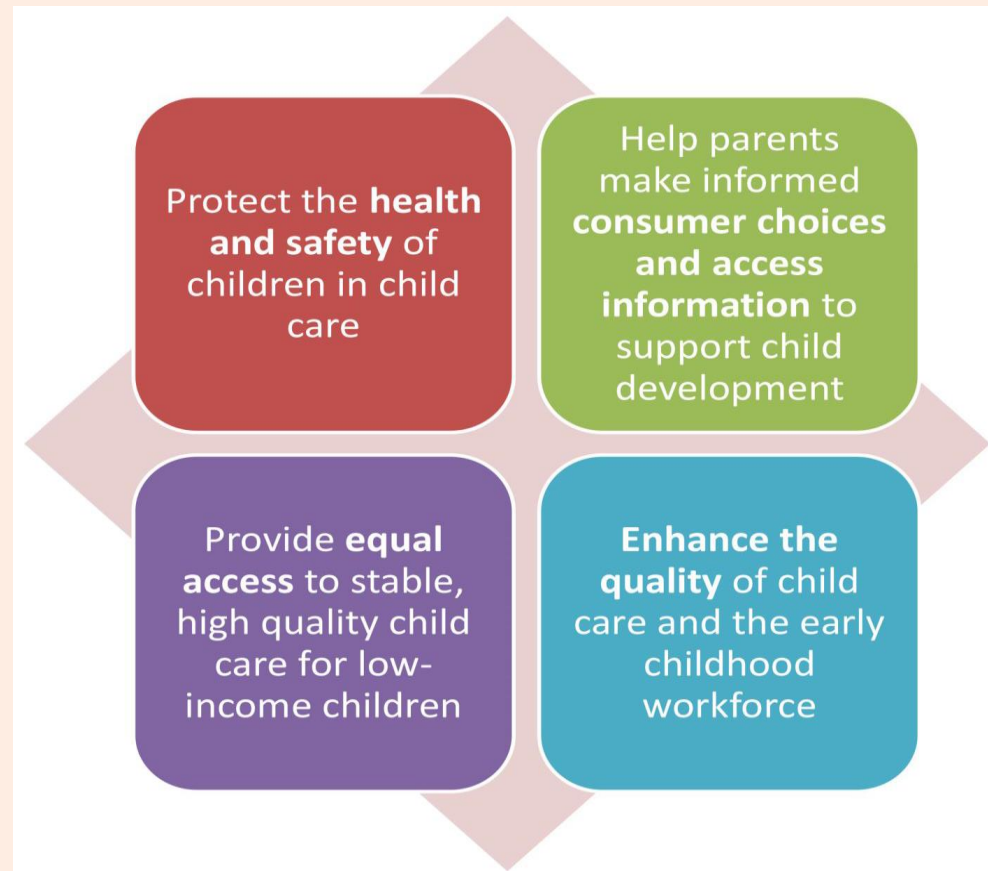 Protect the health
and safety of
children in child
care
Help parents
make informed
consumer choices
and access
information to
support child
development
Provide equal
access to stable,
high quality child
care for low-
income children
Enhance the
quality of child
care and the early
childhood
workforce